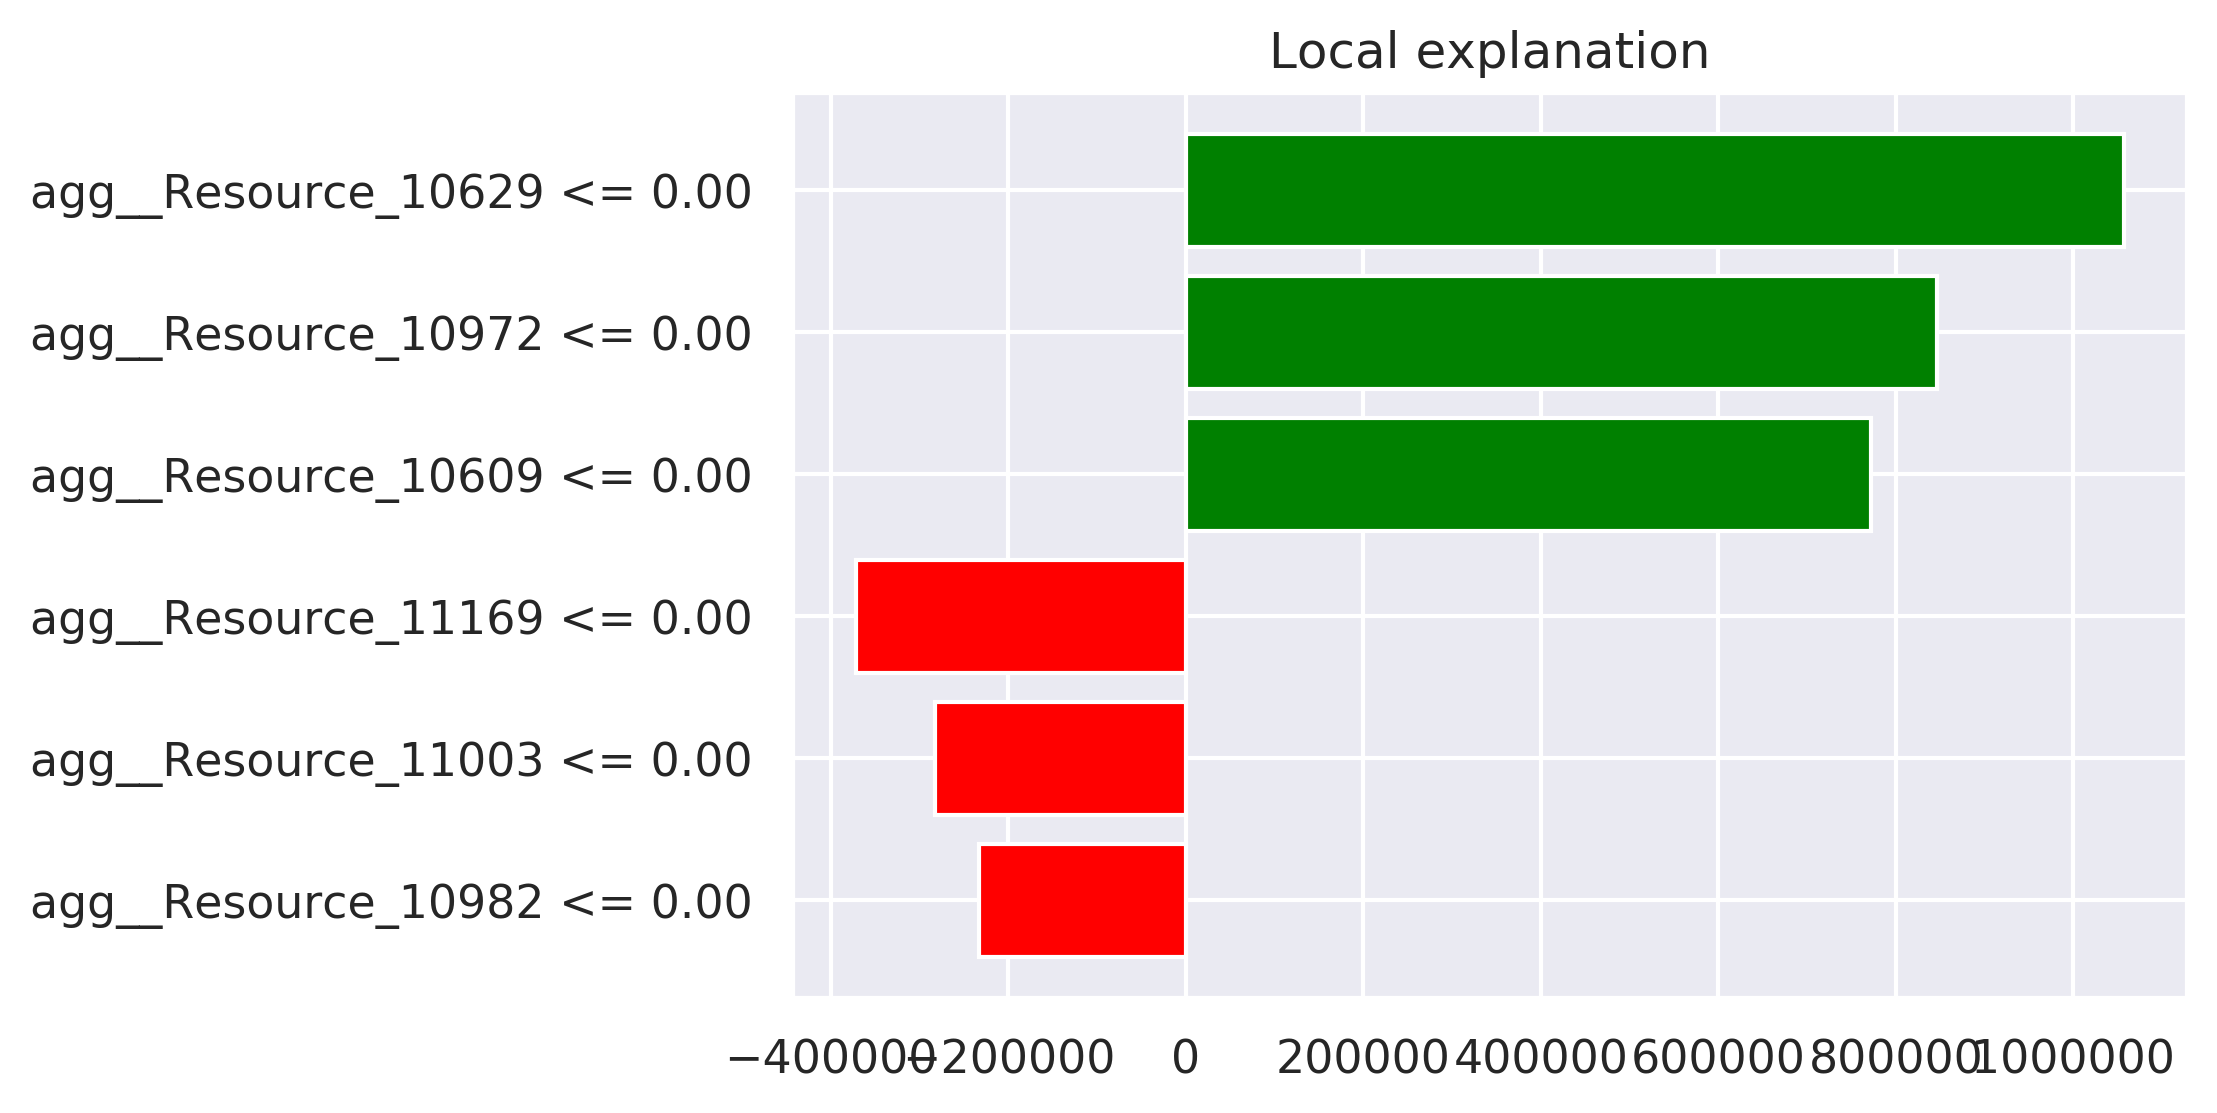 Local explanation
agg__Resource_10629 <= 0.00
agg__Resource_10972 <= 0.00
agg__Resource_10609 <= 0.00
agg__Resource_11169 <= 0.00
agg__Resource_11003 <= 0.00
agg__Resource_10982 <= 0.00
−400000 −200000 0 200000 400000 600000 800000 1000000